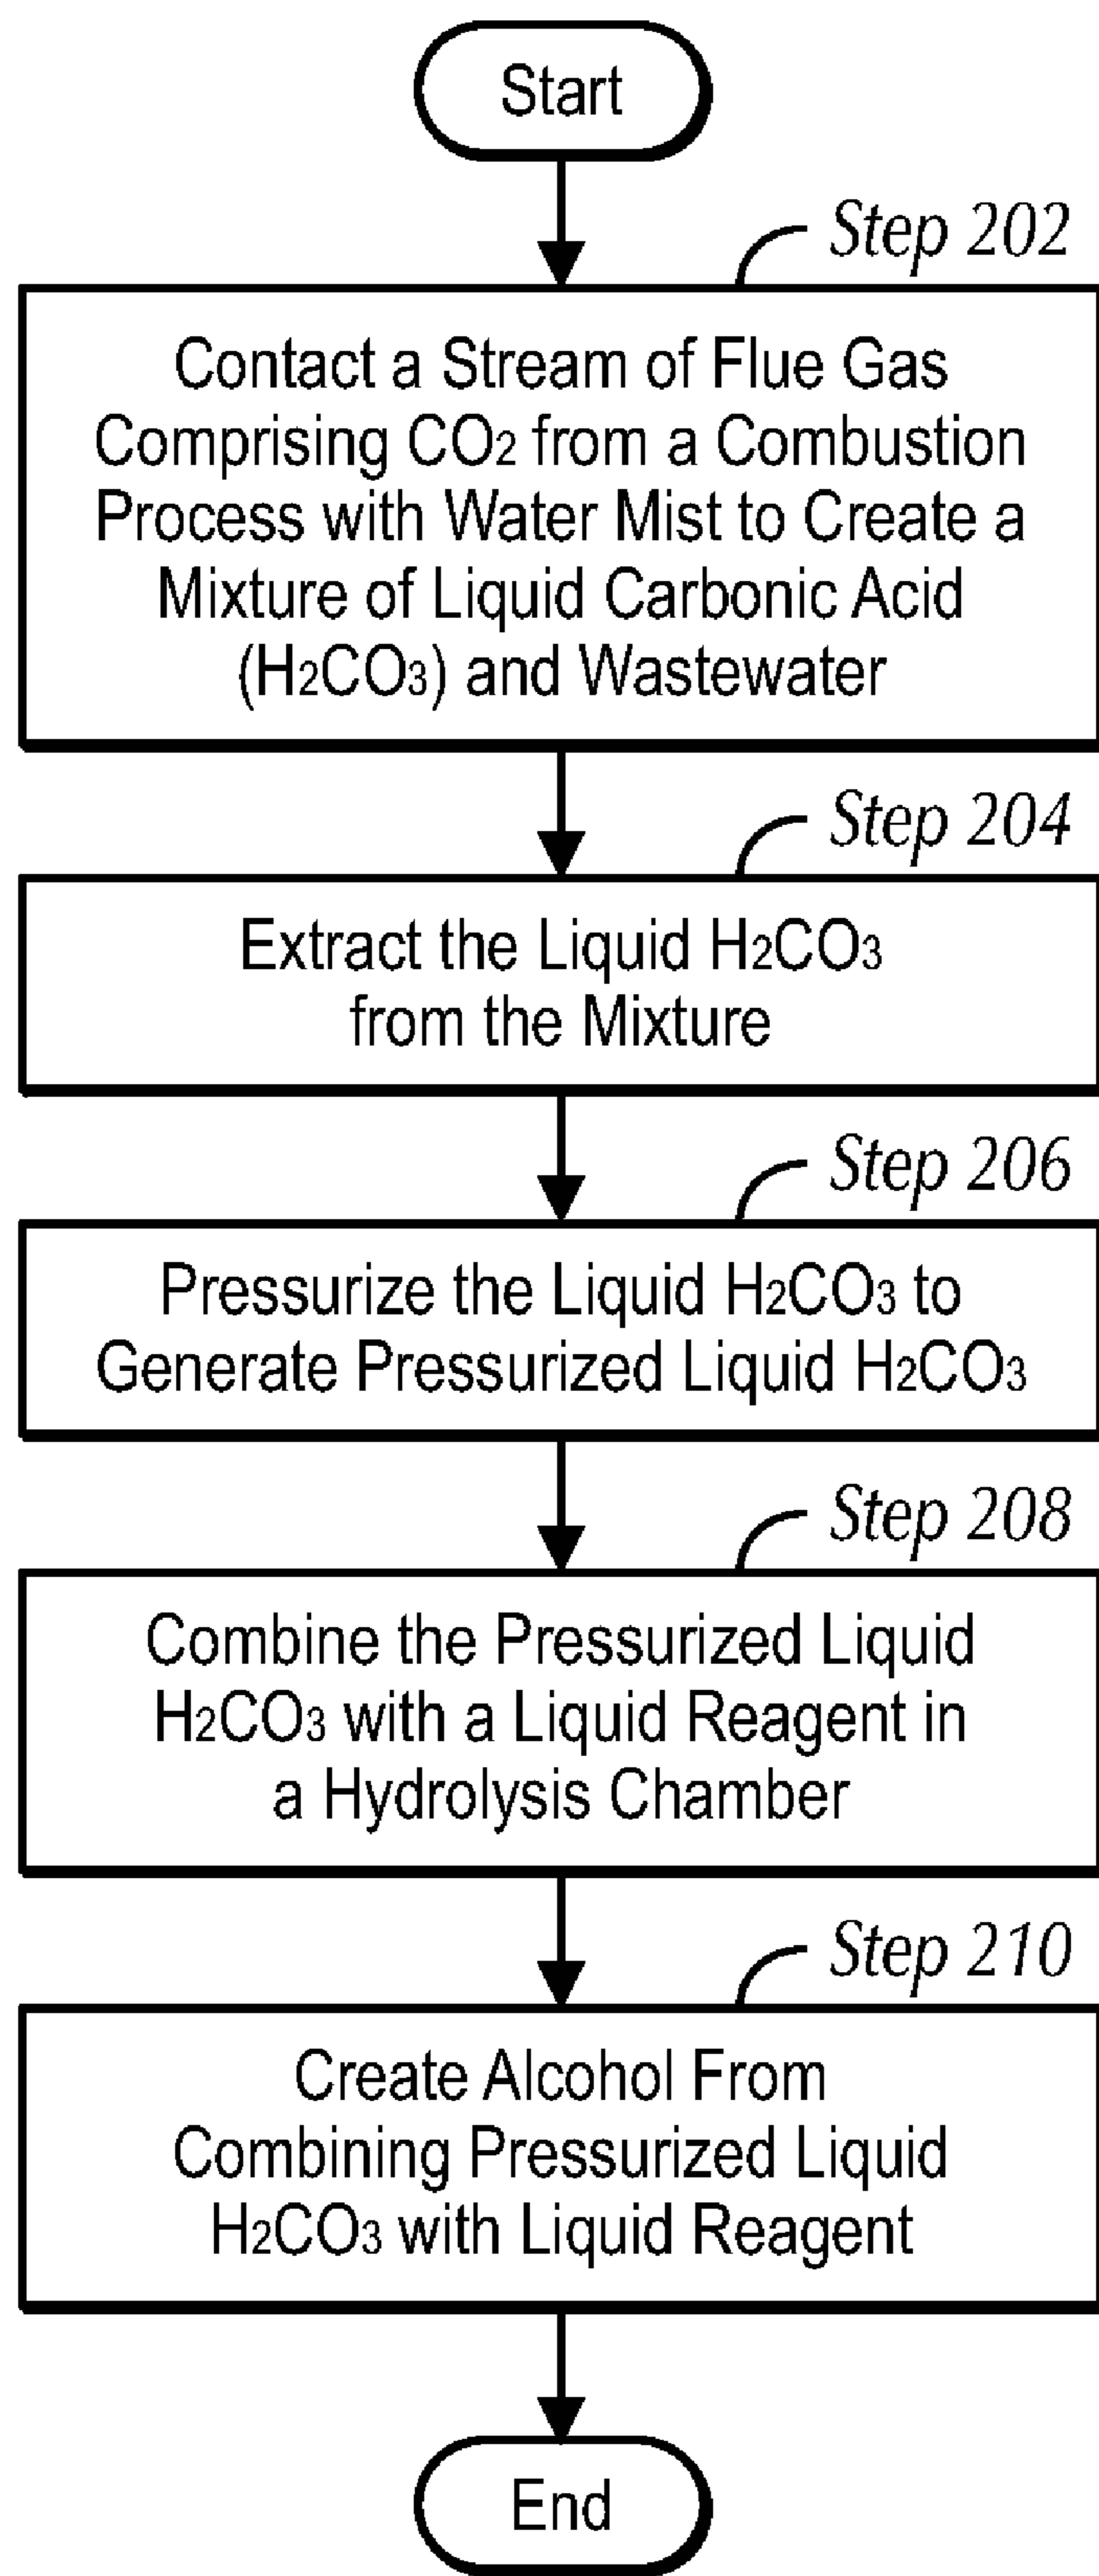 Start
Step 202
Contact a Stream of Flue Gas
Comprising CO₂ from a Combustion
Process with Water Mist to Create a
Mixture of Liquid Carbonic Acid
(H₂CO₃) and Wastewater
Step 204
Extract the Liquid H₂CO₃
from the Mixture
Step 206
Pressurize the Liquid H₂CO₃ to
Generate Pressurized Liquid H₂CO₃
Step 208
Combine the Pressurized Liquid
H₂CO₃ with a Liquid Reagent in
a Hydrolysis Chamber
Step 210
Create Alcohol From
Combining Pressurized Liquid
H₂CO₃ with Liquid Reagent
End